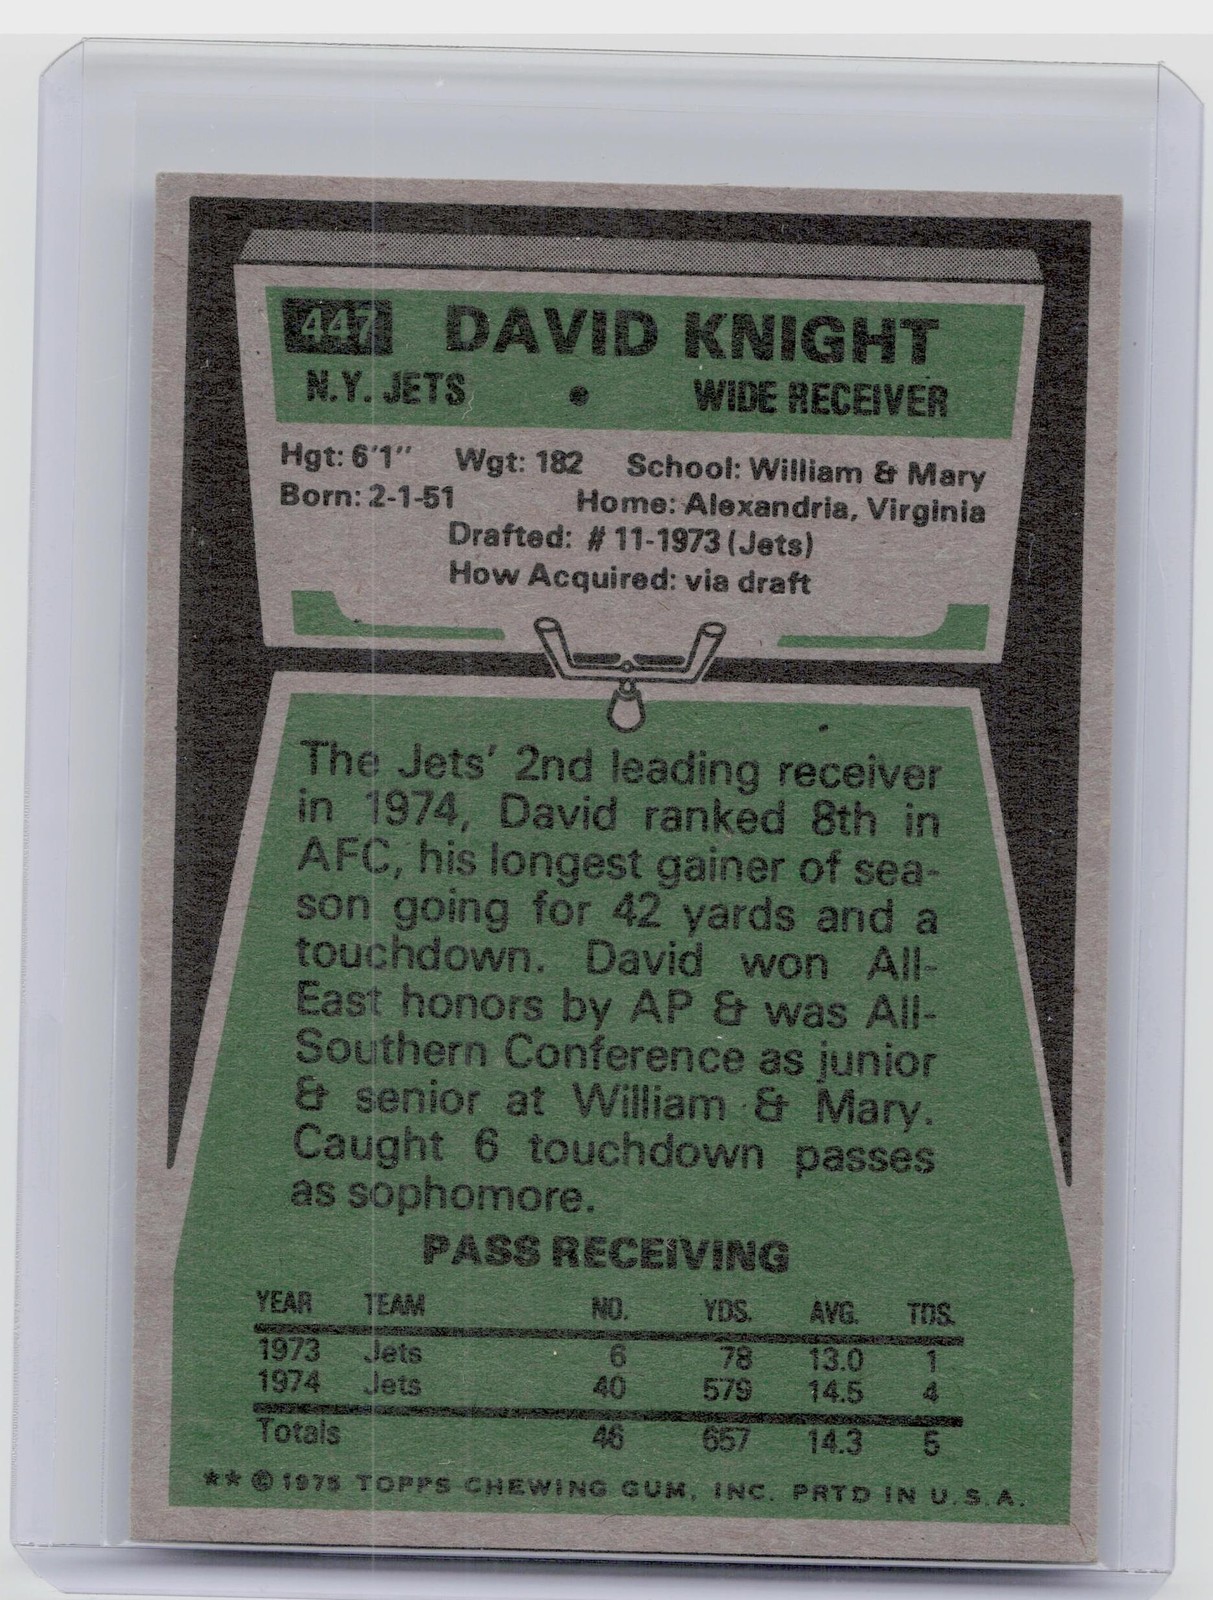 447 DAVID KNIGHT
N.Y. JETS • WIDE RECEIVER
Hgt: 6'1" Wgt: 182 School: William & Mary
Born: 2-1-51 Home: Alexandria, Virginia
Drafted: # 11-1973 (Jets)
How Acquired: via draft
The Jets' 2nd leading receiver
in 1974, David ranked 8th in
AFC, his longest gainer of sea-
son going for 42 yards and a
touchdown. David won All-
East honors by AP & was All-
Southern Conference as junior
& senior at William & Mary.
Caught 6 touchdown passes
as sophomore.
PASS RECEIVING
YEAR TEAM NO. YDS. AVG. TDS.
1973 Jets 6 78 13.0 1
1974 Jets 40 579 14.5 4
Totals 46 657 14.3 5
** © 1975 TOPPS CHEWING GUM, INC. PRTD IN U.S.A.